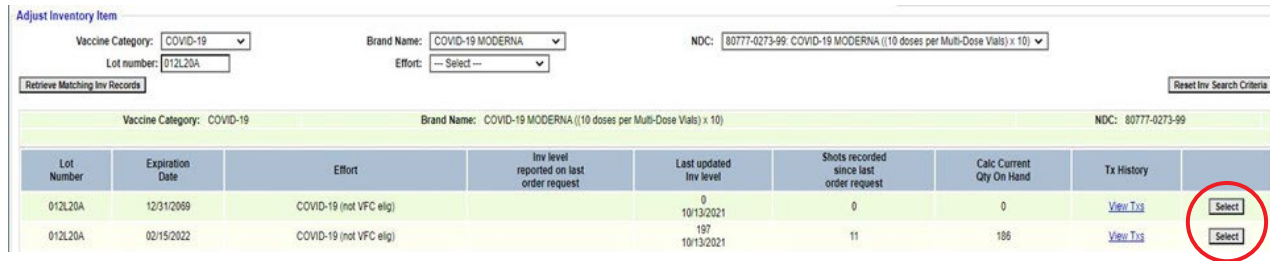 Adjust Inventory Item
Vaccine Category: COVID-19 Brand Name: COVID-19 MODERNA NDC: 80777-0273-99: COVID-19 MODERNA ((10 doses per Multi-Dose Vials) x 10)
Lot number: 012L20A Effort: --- Select ---
Retrieve Matching Inv Records Reset Inv Search Criteria
Vaccine Category: COVID-19 Brand Name: COVID-19 MODERNA ((10 doses per Multi-Dose Vials) x 10) NDC: 80777-0273-99
Lot Number Expiration Date Effort Inv level reported on last order request Last updated Inv level Shots recorded since last order request Calc Current Qty On Hand Tx History
012L20A 12/31/2069 COVID-19 (not VFC elig) 0 10/13/2021 0 0 View Txs Select
012L20A 02/15/2022 COVID-19 (not VFC elig) 197 10/13/2021 11 186 View Txs Select